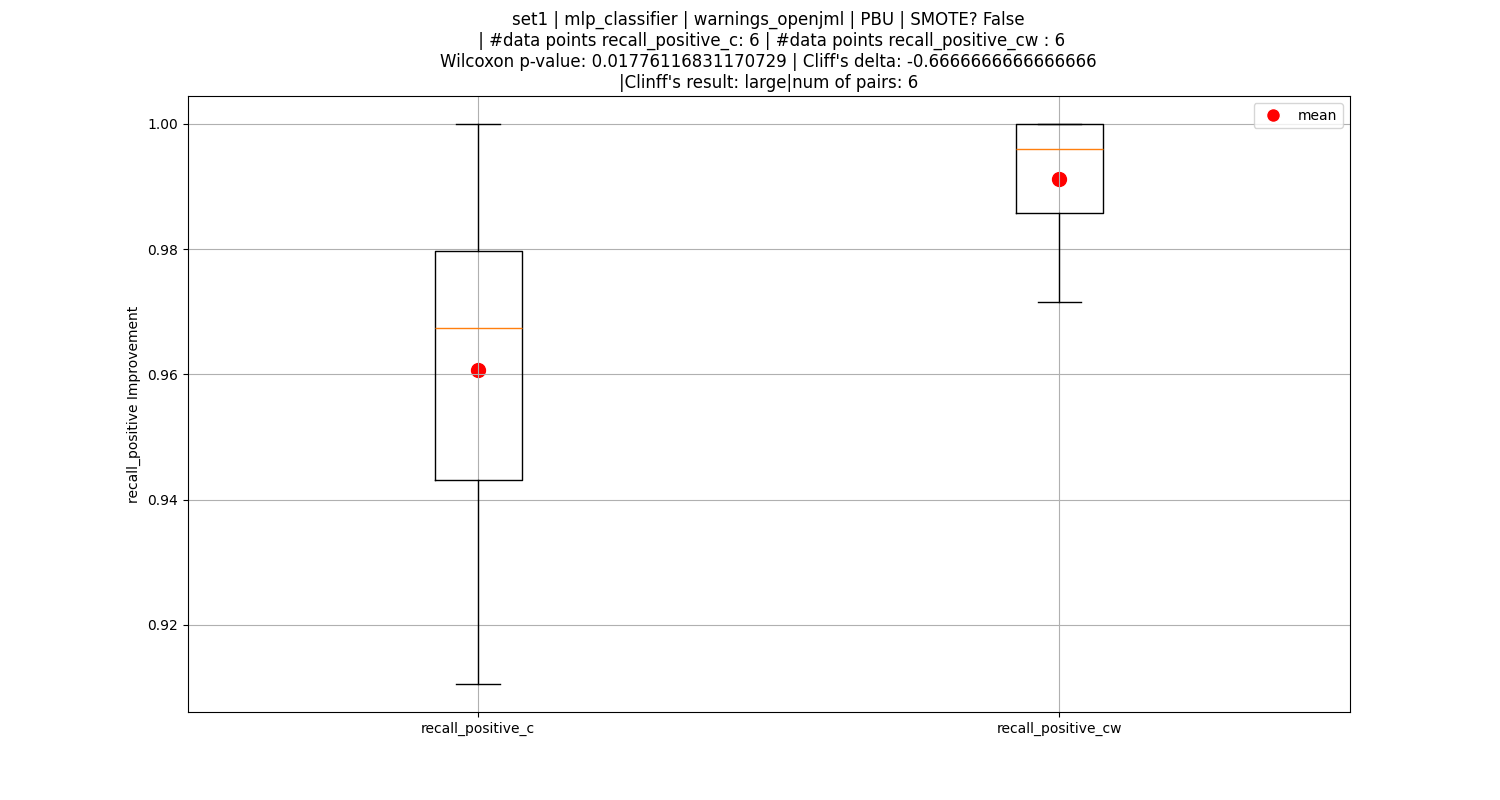 set1 | mlp_classifier | warnings_openjml | PBU | SMOTE? False
| #data points recall_positive_c: 6 | #data points recall_positive_cw : 6
Wilcoxon p-value: 0.01776116831170729 | Cliff's delta: -0.6666666666666666
|Clinff's result: large|num of pairs: 6
mean
1.00
0.98
0.96
0.94
0.92
recall_positive Improvement
recall_positive_c
recall_positive_cw